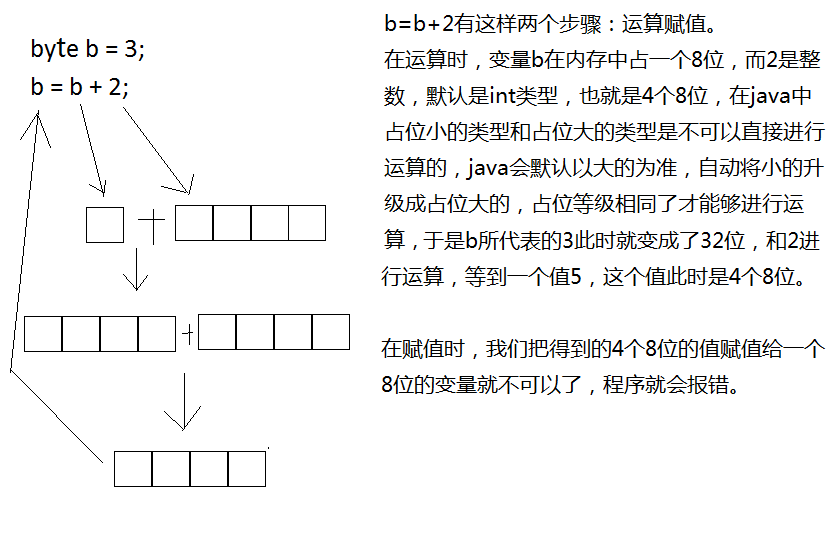 byte b = 3;
b = b + 2;
b=b+2有这样两个步骤：运算赋值。
在运算时，变量b在内存中占一个8位，而2是整
数，默认是int类型，也就是4个8位，在java中
占位小的类型和占位大的类型是不可以直接进行
运算的，java会默认以大的为准，自动将小的升
级成占位大的，占位等级相同了才能够进行运
算，于是b所代表的3此时就变成了32位，和2进
行运算，等到一个值5，这个值此时是4个8位。
在赋值时，我们把得到的4个8位的值赋值给一个
8位的变量就不可以了，程序就会报错。